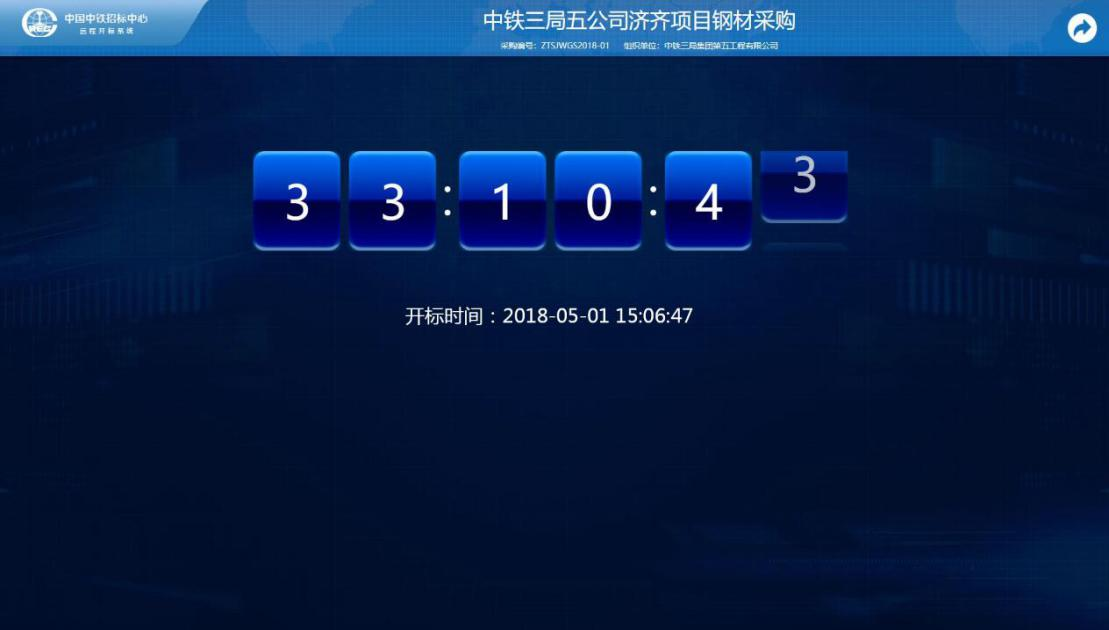 中国中铁招标中心
远程开标系统
中铁三局五公司济齐项目钢材采购
采购编号：ZTSJWGS2018-01 组织单位：中铁三局集团第五工程有限公司
33:10:43
开标时间：2018-05-01 15:06:47